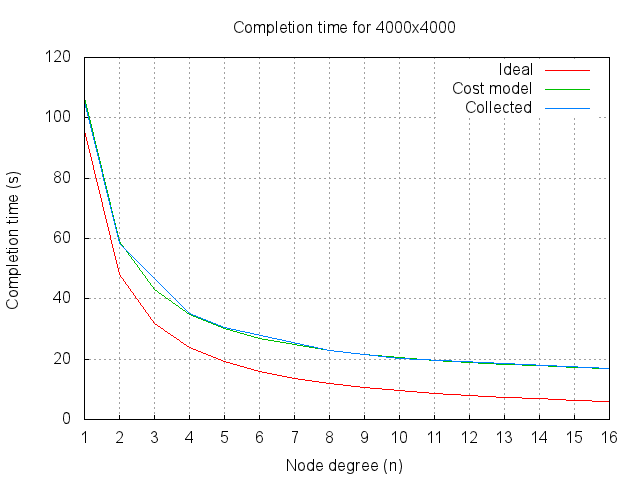 Completion time for 4000x4000
120
100
80
60
40
20
0
Completion time (s)
Ideal
Cost model
Collected
1 2 3 4 5 6 7 8 9 10 11 12 13 14 15 16
Node degree (n)